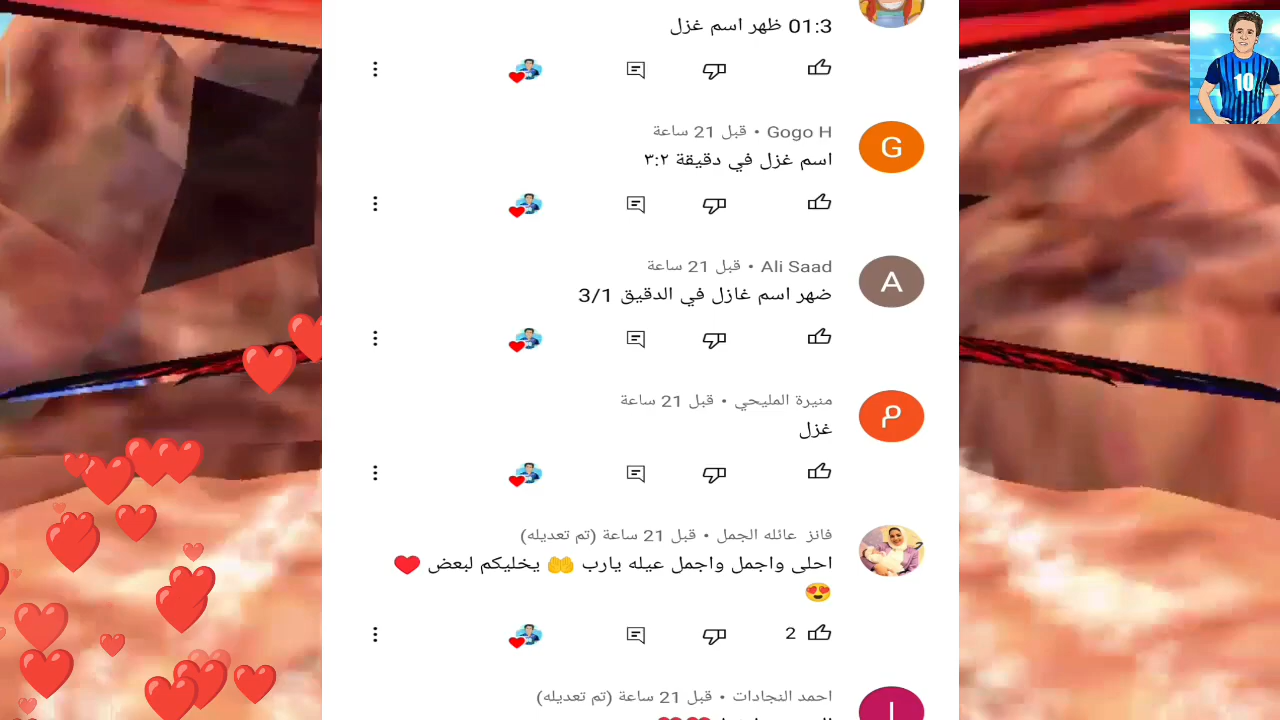 01:3 ظهر اسم غزل
Gogo H • قبل 21 ساعة
G
اسم غزل في دقيقة ٣:٢
Ali Saad • قبل 21 ساعة
A
ضهر اسم غازل في الدقيق 3/1
منيرة المليحي • قبل 21 ساعة
م
غزل
فانز عائله الجمل • قبل 21 ساعة (تم تعديله)
احلى واجمل واجمل عيله يارب 🤲 يخليكم لبعض ❤️
😍
2
احمد النجادات • قبل 21 ساعة (تم تعديله)
10